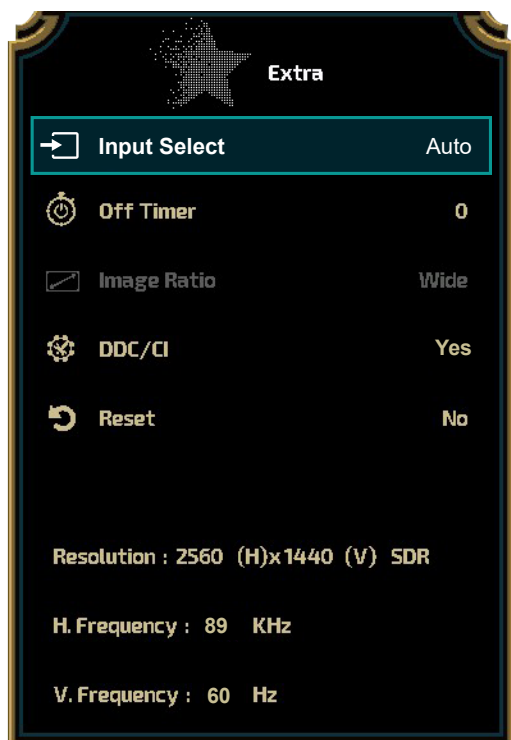 Extra
Input Select Auto
Off Timer 0
Image Ratio Wide
DDC/CI Yes
Reset No
Resolution : 2560 (H)x1440 (V) SDR
H. Frequency : 89 KHz
V. Frequency : 60 Hz